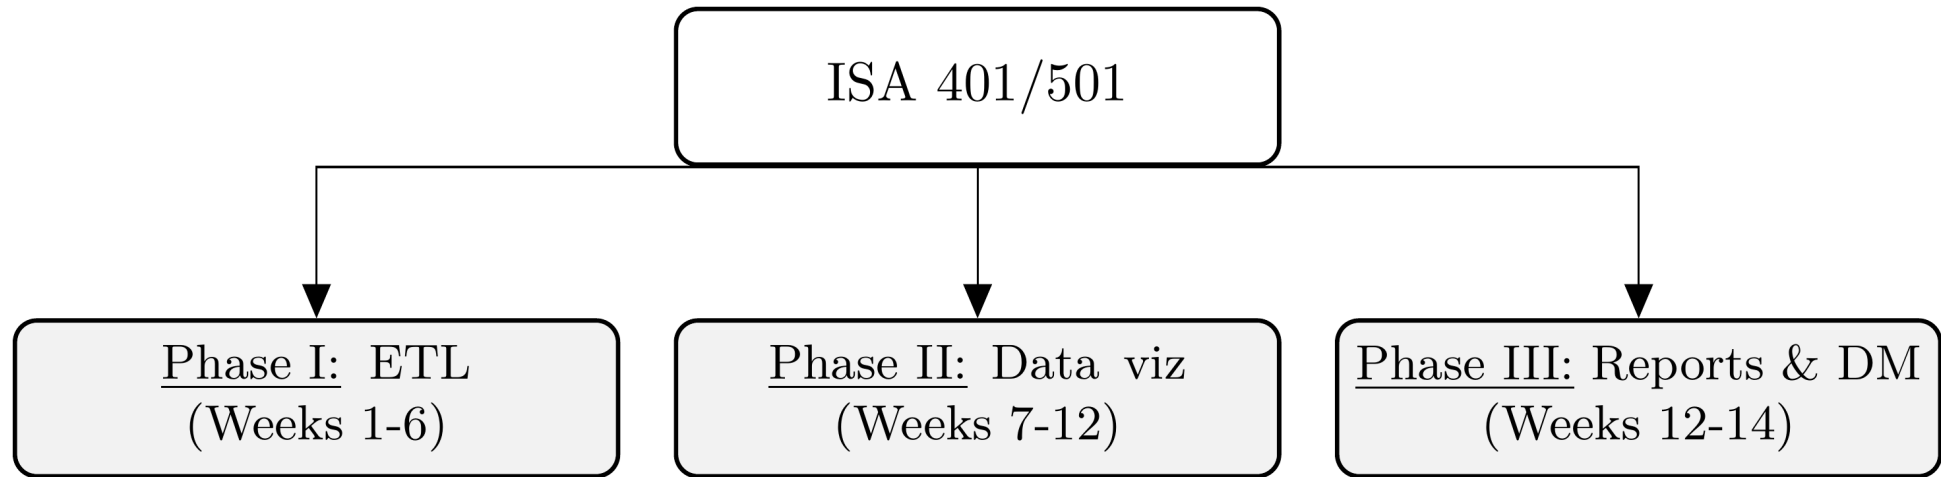 ISA 401/501
Phase I: ETL
(Weeks 1-6)
Phase II: Data viz
(Weeks 7-12)
Phase III: Reports & DM
(Weeks 12-14)